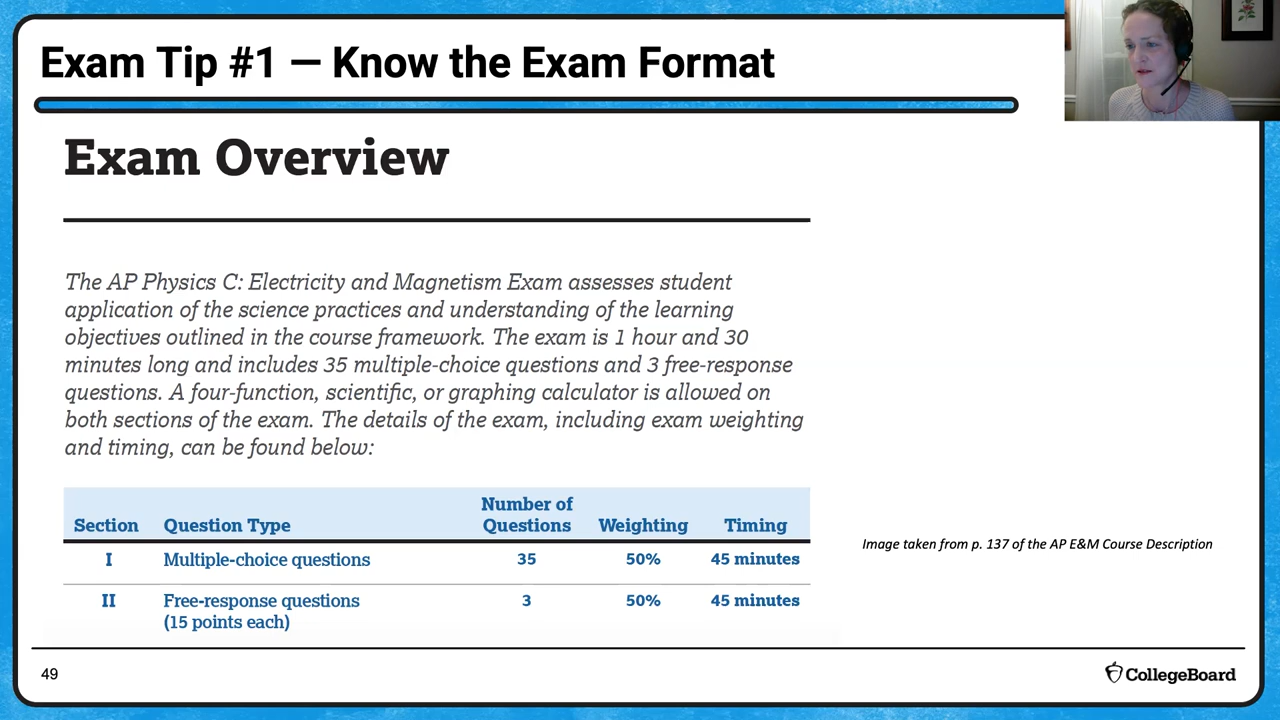 Exam Tip #1 — Know the Exam Format
Exam Overview
The AP Physics C: Electricity and Magnetism Exam assesses student
application of the science practices and understanding of the learning
objectives outlined in the course framework. The exam is 1 hour and 30
minutes long and includes 35 multiple-choice questions and 3 free-response
questions. A four-function, scientific, or graphing calculator is allowed on
both sections of the exam. The details of the exam, including exam weighting
and timing, can be found below:
Number of
Section Question Type Questions Weighting Timing
I Multiple-choice questions 35 50% 45 minutes
II Free-response questions 3 50% 45 minutes
(15 points each)
Image taken from p. 137 of the AP E&M Course Description
49
CollegeBoard